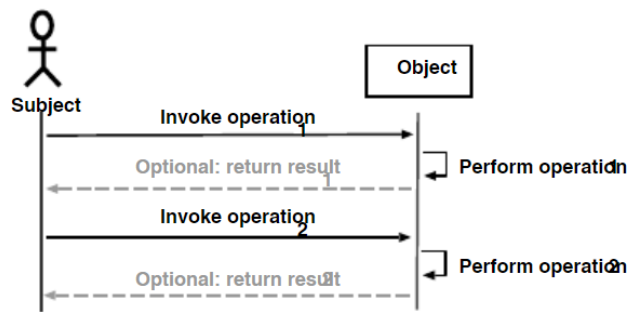 Object
Subject
Invoke operation 1
Optional: return result 1
Perform operation 1
Invoke operation 2
Optional: return result 2
Perform operation 2